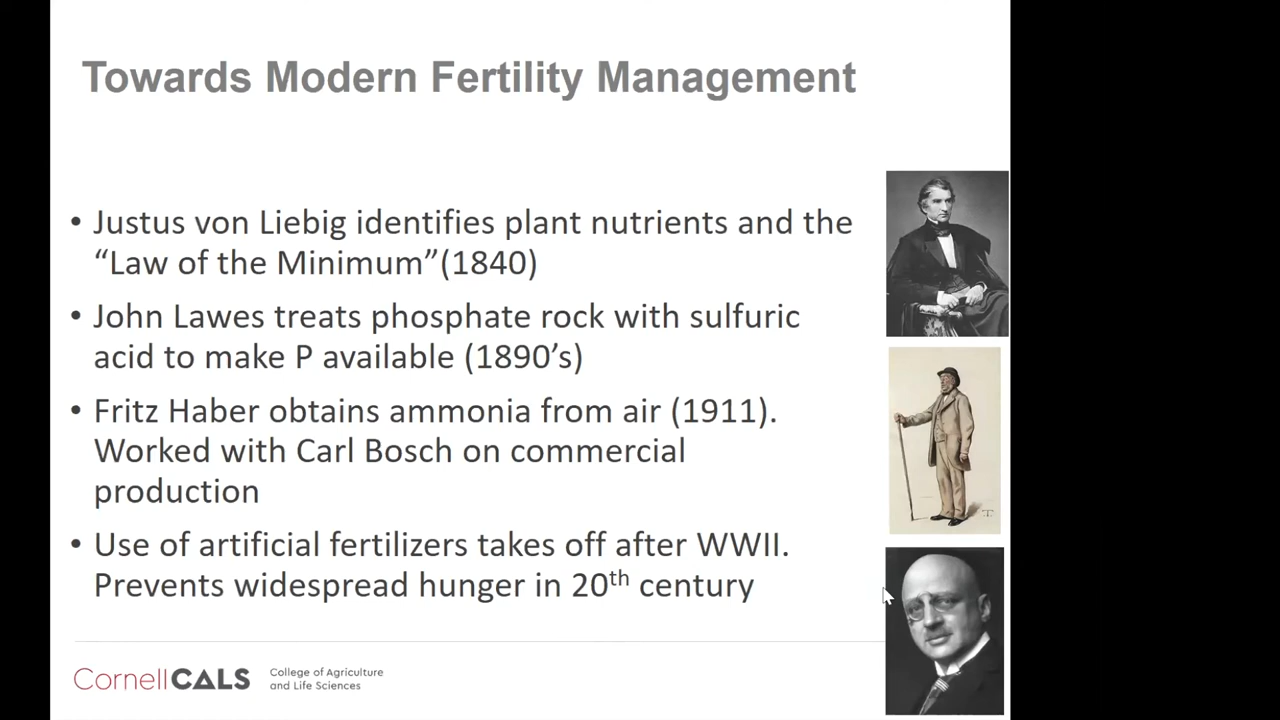 Towards Modern Fertility Management
• Justus von Liebig identifies plant nutrients and the
“Law of the Minimum”(1840)
• John Lawes treats phosphate rock with sulfuric
acid to make P available (1890’s)
• Fritz Haber obtains ammonia from air (1911).
Worked with Carl Bosch on commercial
production
• Use of artificial fertilizers takes off after WWII.
Prevents widespread hunger in 20th century
CornellCALS
College of Agriculture
and Life Sciences